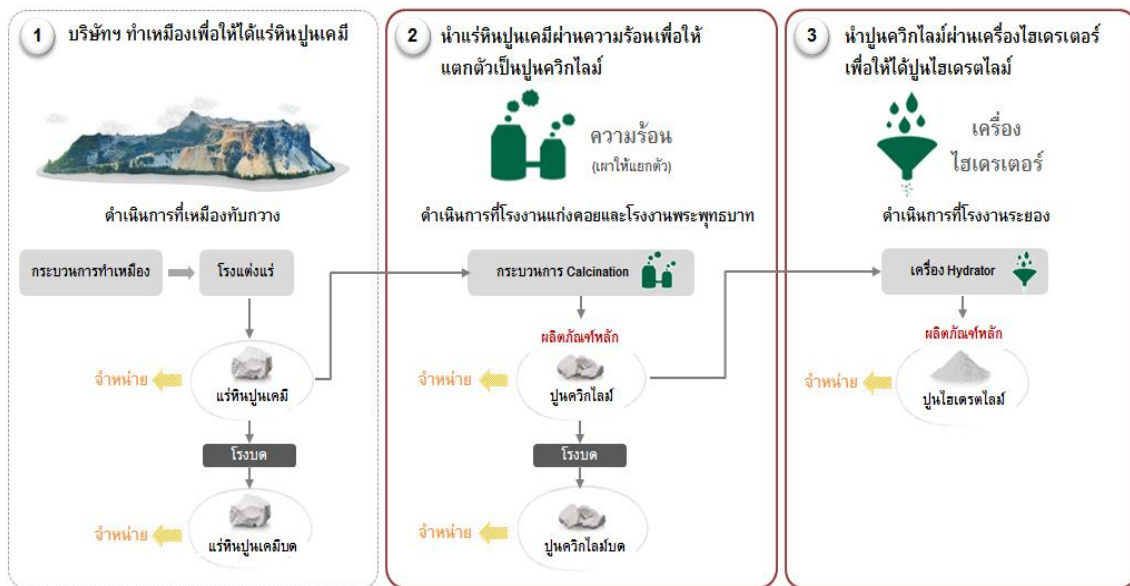 1 บริษัทฯ ทำเหมืองเพื่อให้ได้แร่หินปูนเคมี
ดำเนินการที่เหมืองทับกวาง
กระบวนการทำเหมือง
โรงแต่งแร่
จำหน่าย
แร่หินปูนเคมี
โรงบด
จำหน่าย
แร่หินปูนเคมีบด
2 นำแร่หินปูนเคมีผ่านความร้อนเพื่อให้
แตกตัวเป็นปูนควิกไลม์
ความร้อน
(เผาให้แยกตัว)
ดำเนินการที่โรงงานแก่งคอยและโรงงานพระพุทธบาท
กระบวนการ Calcination
ผลิตภัณฑ์หลัก
จำหน่าย
ปูนควิกไลม์
โรงบด
จำหน่าย
ปูนควิกไลม์บด
3 นำปูนควิกไลม์ผ่านเครื่องไฮเดรเตอร์
เพื่อให้ได้ปูนไฮเดรตไลม์
เครื่อง
ไฮเดรเตอร์
ดำเนินการที่โรงงานระยอง
เครื่อง Hydrator
ผลิตภัณฑ์หลัก
จำหน่าย
ปูนไฮเดรตไลม์